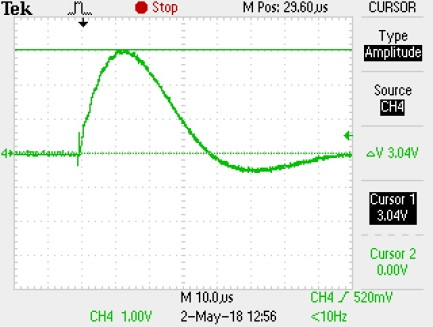 Tek Stop M Pos: 29.60µs CURSOR
Type
Amplitude
Source
CH4
△V 3.04V
4
Cursor 1
3.04V
Cursor 2
0.00V
M 10.0µs CH4 520mV
CH4 1.00V 2-May-18 12:56 <10Hz